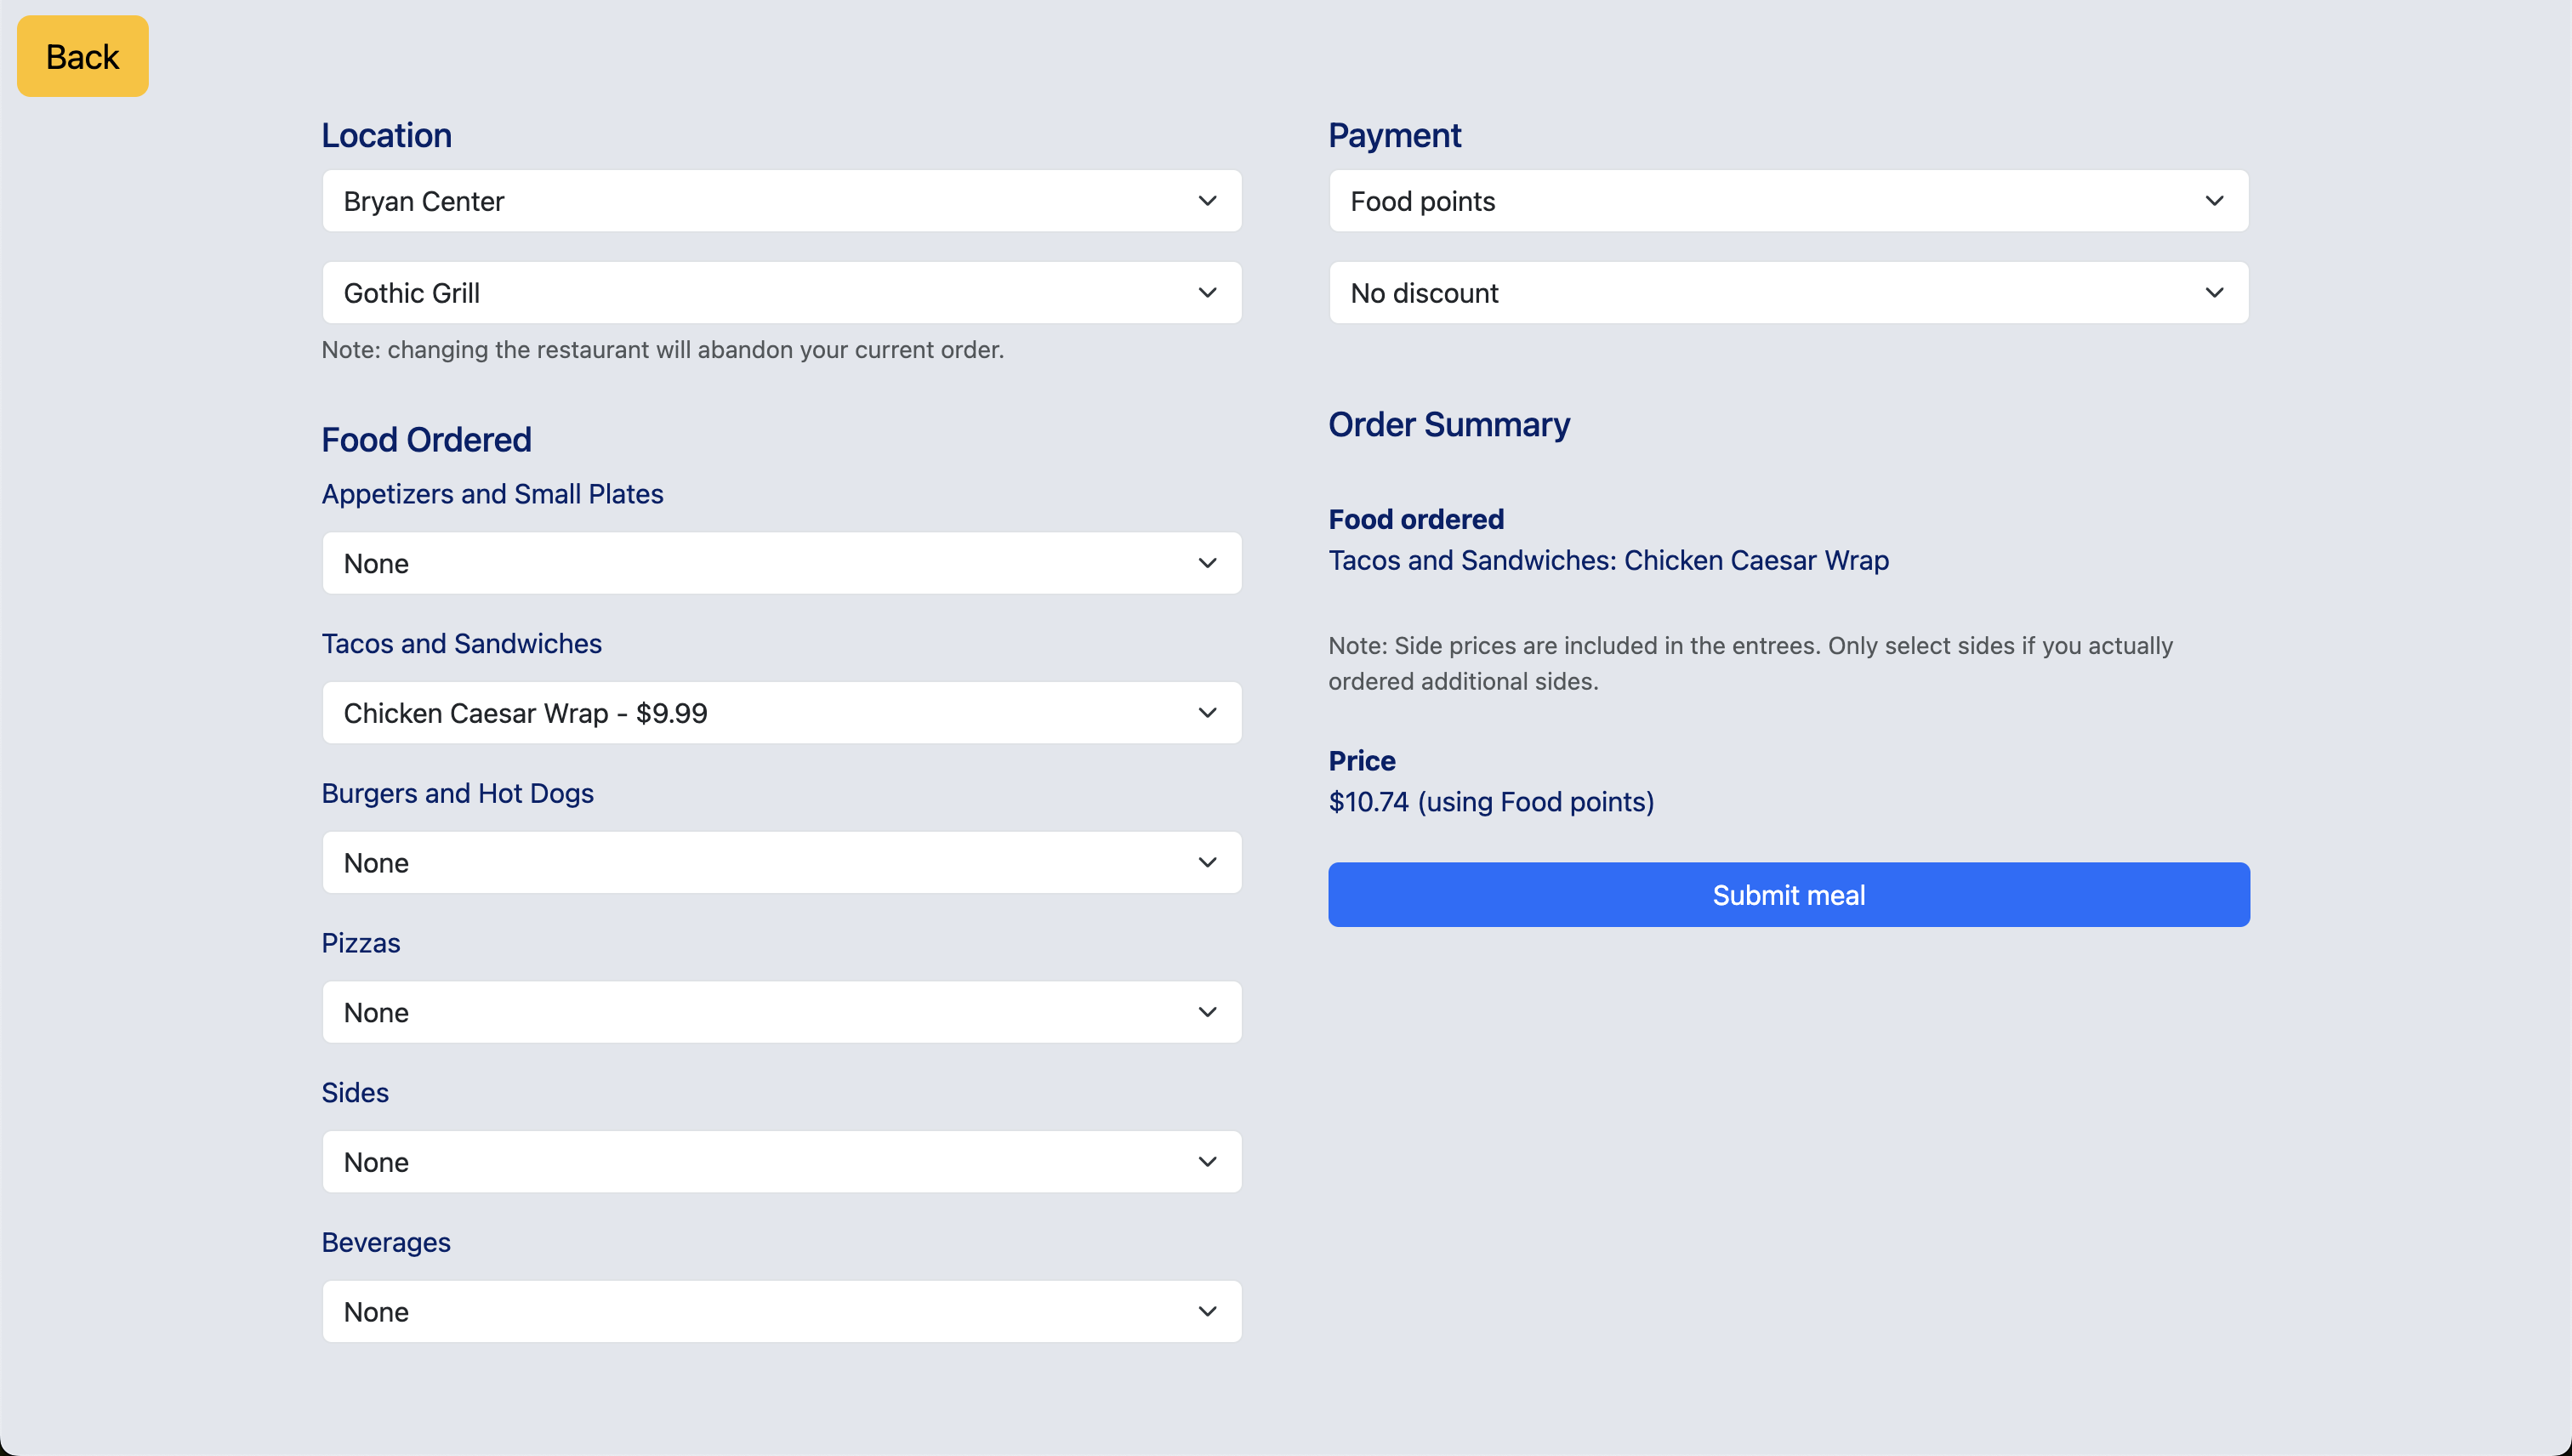 Back
Location
Bryan Center
Gothic Grill
Note: changing the restaurant will abandon your current order.
Food Ordered
Appetizers and Small Plates
None
Tacos and Sandwiches
Chicken Caesar Wrap - $9.99
Burgers and Hot Dogs
None
Pizzas
None
Sides
None
Beverages
None
Payment
Food points
No discount
Order Summary
Food ordered
Tacos and Sandwiches: Chicken Caesar Wrap
Note: Side prices are included in the entrees. Only select sides if you actually
ordered additional sides.
Price
$10.74 (using Food points)
Submit meal